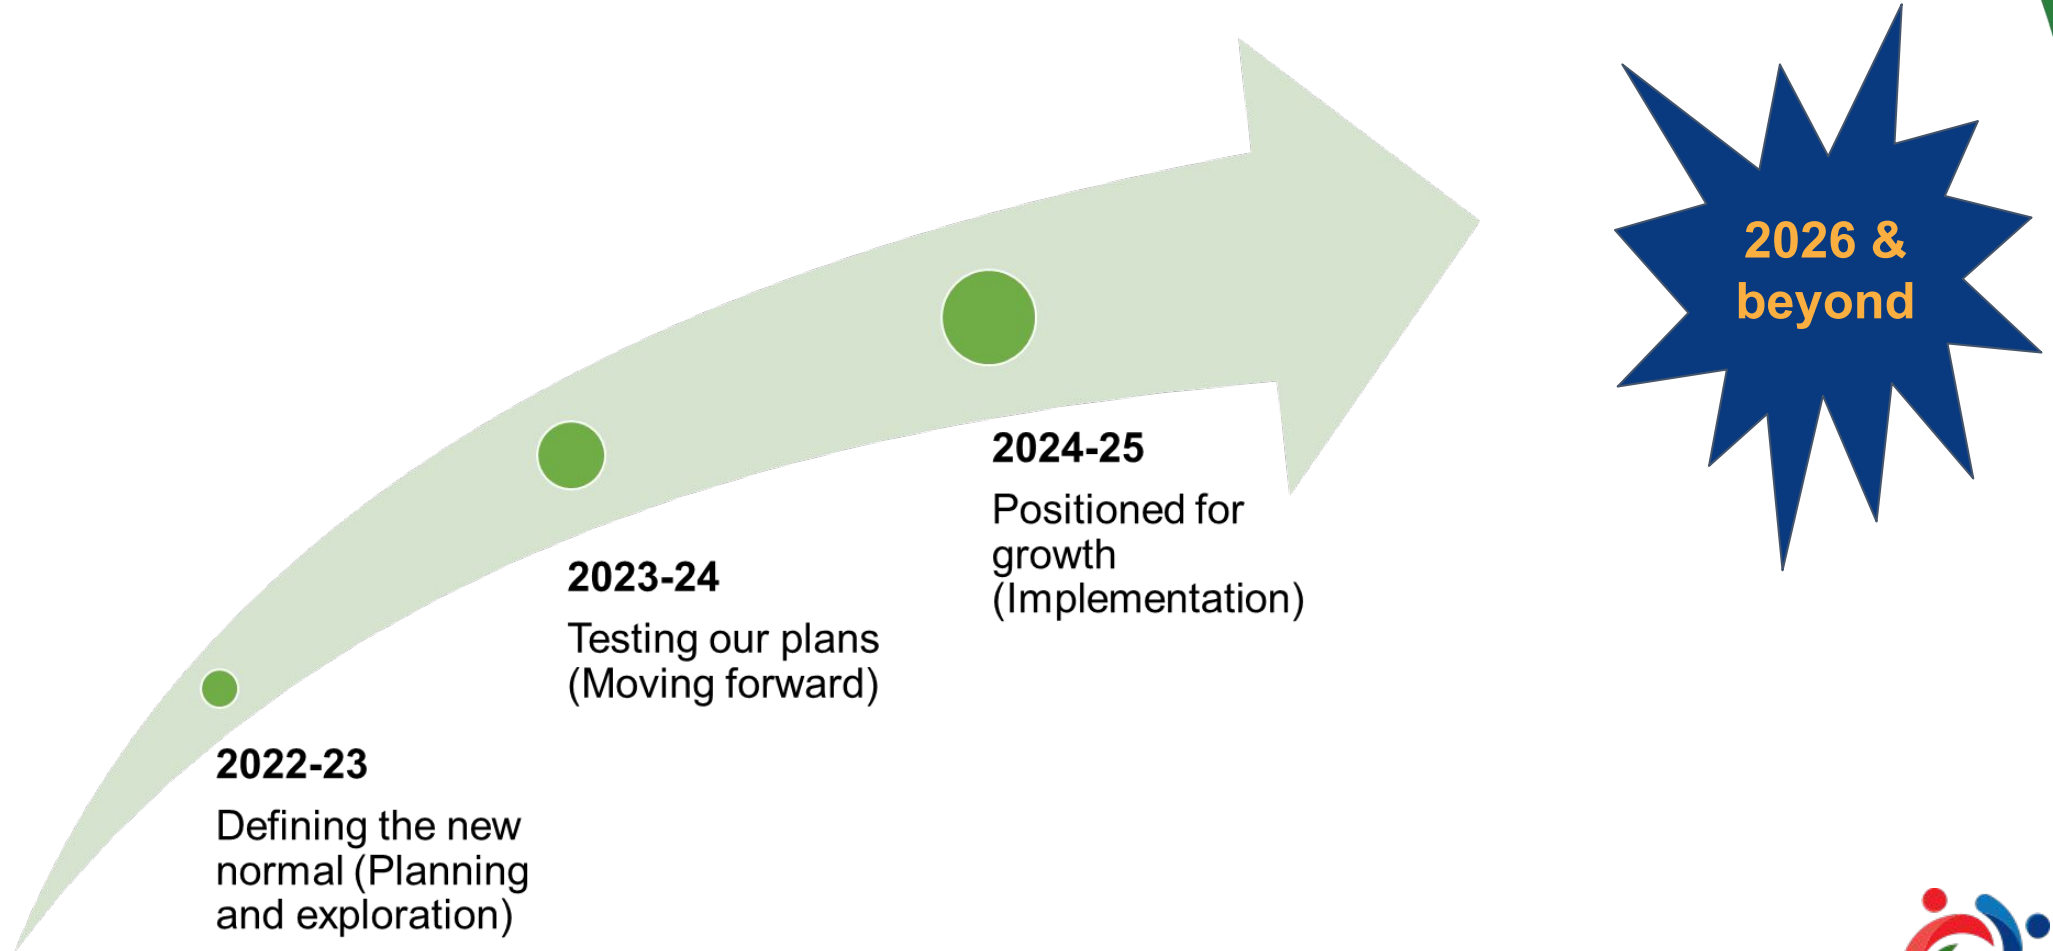 2022-23
Defining the new
normal (Planning
and exploration)
2023-24
Testing our plans
(Moving forward)
2024-25
Positioned for
growth
(Implementation)
2026 &
beyond